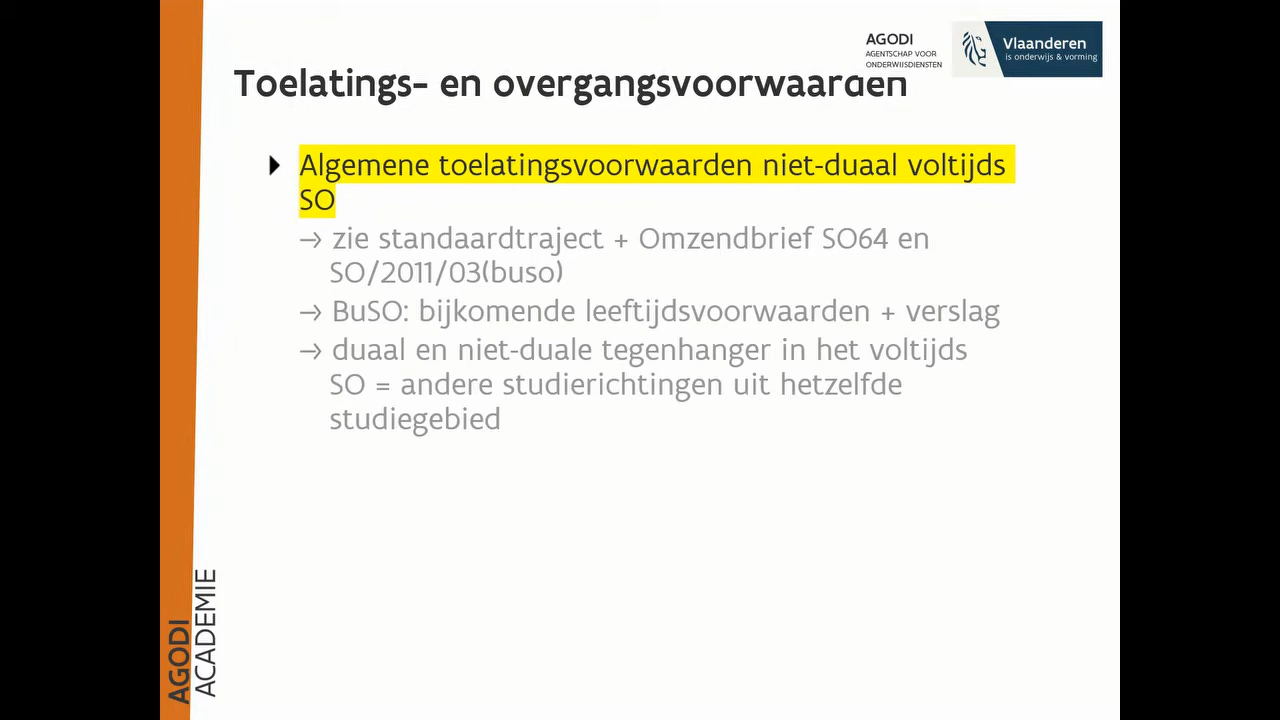 AGODI
AGENTSCHAP VOOR
ONDERWIJSDIENSTEN
Vlaanderen
is onderwijs & vorming
Toelatings- en overgangsvoorwaarden
Algemene toelatingsvoorwaarden niet-duaal voltijds
SO
→ zie standaardtraject + Omzendbrief SO64 en
SO/2011/03(buso)
→ BuSO: bijkomende leeftijdsvoorwaarden + verslag
→ duaal en niet-duale tegenhanger in het voltijds
SO = andere studierichtingen uit hetzelfde
studiegebied
AGODI
ACADEMIE